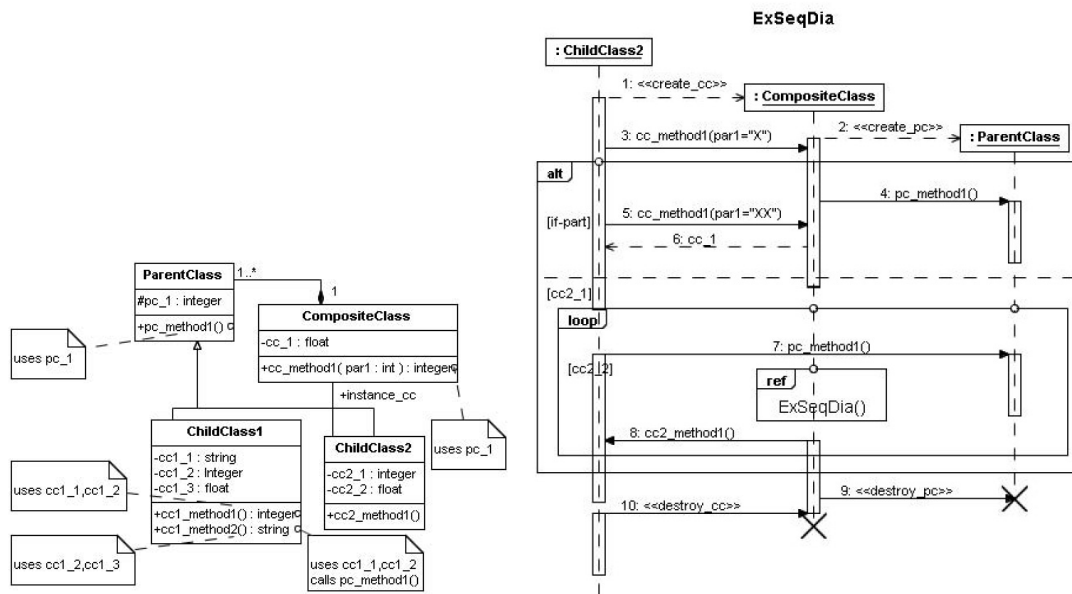 ParentClass
#pc_1 : integer
+pc_method1()
1..*
1
CompositeClass
-cc_1 : float
+cc_method1( par1 : int ) : integer
+instance_cc
uses pc_1
uses pc_1
ChildClass1
-cc1_1 : string
-cc1_2 : Integer
-cc1_3 : float
+cc1_method1() : integer
+cc1_method2() : string
ChildClass2
-cc2_1 : integer
-cc2_2 : float
+cc2_method1()
uses cc1_1,cc1_2
uses cc1_2,cc1_3
uses cc1_1,cc1_2
calls pc_method1()
ExSeqDia
: ChildClass2
1: <<create_cc>>
: CompositeClass
2: <<create_pc>>
: ParentClass
3: cc_method1(par1="X")
alt
4: pc_method1()
[if-part]
5: cc_method1(par1="XX")
6: cc_1
[cc2_1]
loop
7: pc_method1()
[cc2_2]
ref
ExSeqDia()
8: cc2_method1()
9: <<destroy_pc>>
10: <<destroy_cc>>